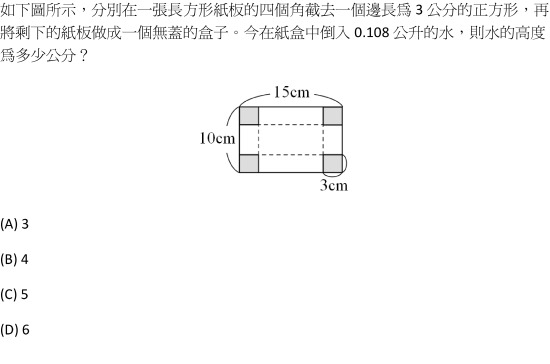 如下圖所示，分別在一張長方形紙板的四個角截去一個邊長爲 3 公分的正方形，再
將剩下的紙板做成一個無蓋的盒子。今在紙盒中倒入 0.108 公升的水，則水的高度
爲多少公分？
15cm
10cm
3cm
(A) 3
(B) 4
(C) 5
(D) 6